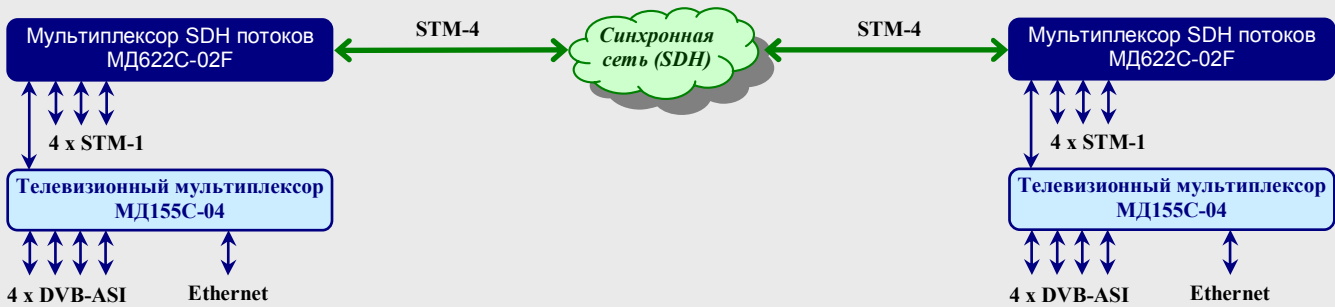 Мультиплексор SDH потоков
МД622С-02F
STM-4
Синхронная
сеть (SDH)
STM-4
Мультиплексор SDH потоков
МД622С-02F
4 x STM-1
4 x STM-1
Телевизионный мультиплексор
МД155С-04
Телевизионный мультиплексор
МД155С-04
4 x DVB-ASI
Ethernet
4 x DVB-ASI
Ethernet